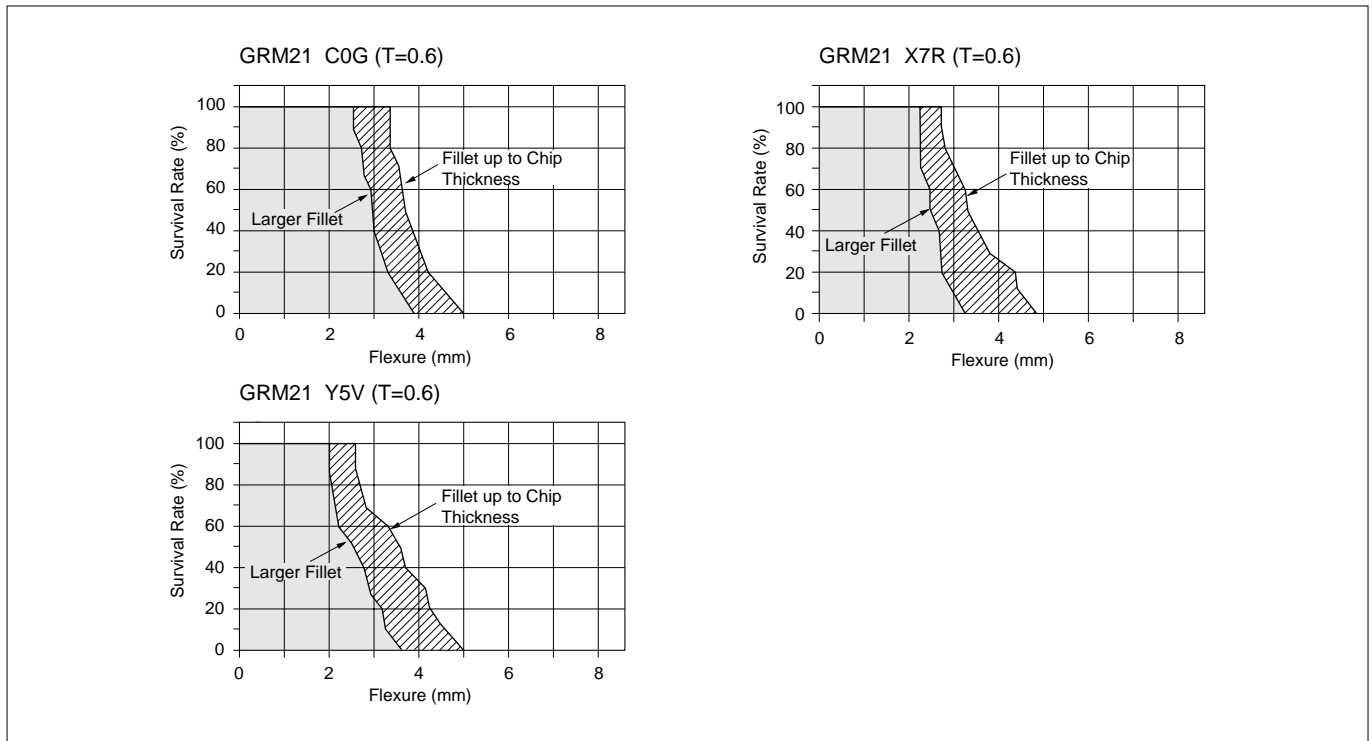 GRM21 C0G (T=0.6)
100
80
60
40
20
0
Survival Rate (%)
Fillet up to Chip
Thickness
Larger Fillet
0 2 4 6 8
Flexure (mm)
GRM21 X7R (T=0.6)
100
80
60
40
20
0
Survival Rate (%)
Fillet up to Chip
Thickness
Larger Fillet
0 2 4 6 8
Flexure (mm)
GRM21 Y5V (T=0.6)
100
80
60
40
20
0
Survival Rate (%)
Fillet up to Chip
Thickness
Larger Fillet
0 2 4 6 8
Flexure (mm)